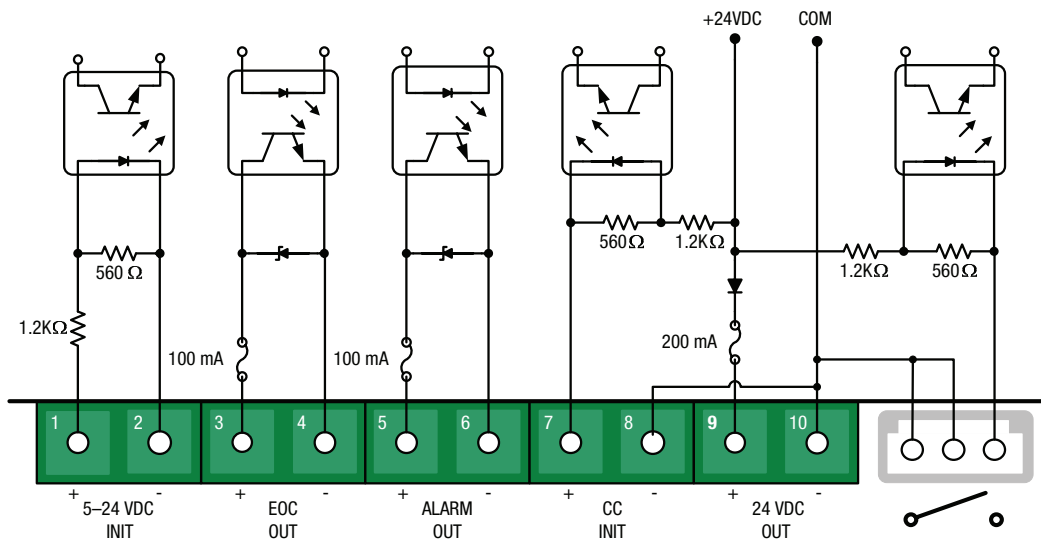 +24VDC COM
560 Ω
560Ω 1.2KΩ
1.2KΩ 560Ω
1.2KΩ
100 mA 100 mA 200 mA
1 2 3 4 5 6 7 8 9 10
+ - + - + - + - + -
5–24 VDC EOC ALARM CC 24 VDC
INIT OUT OUT INIT OUT